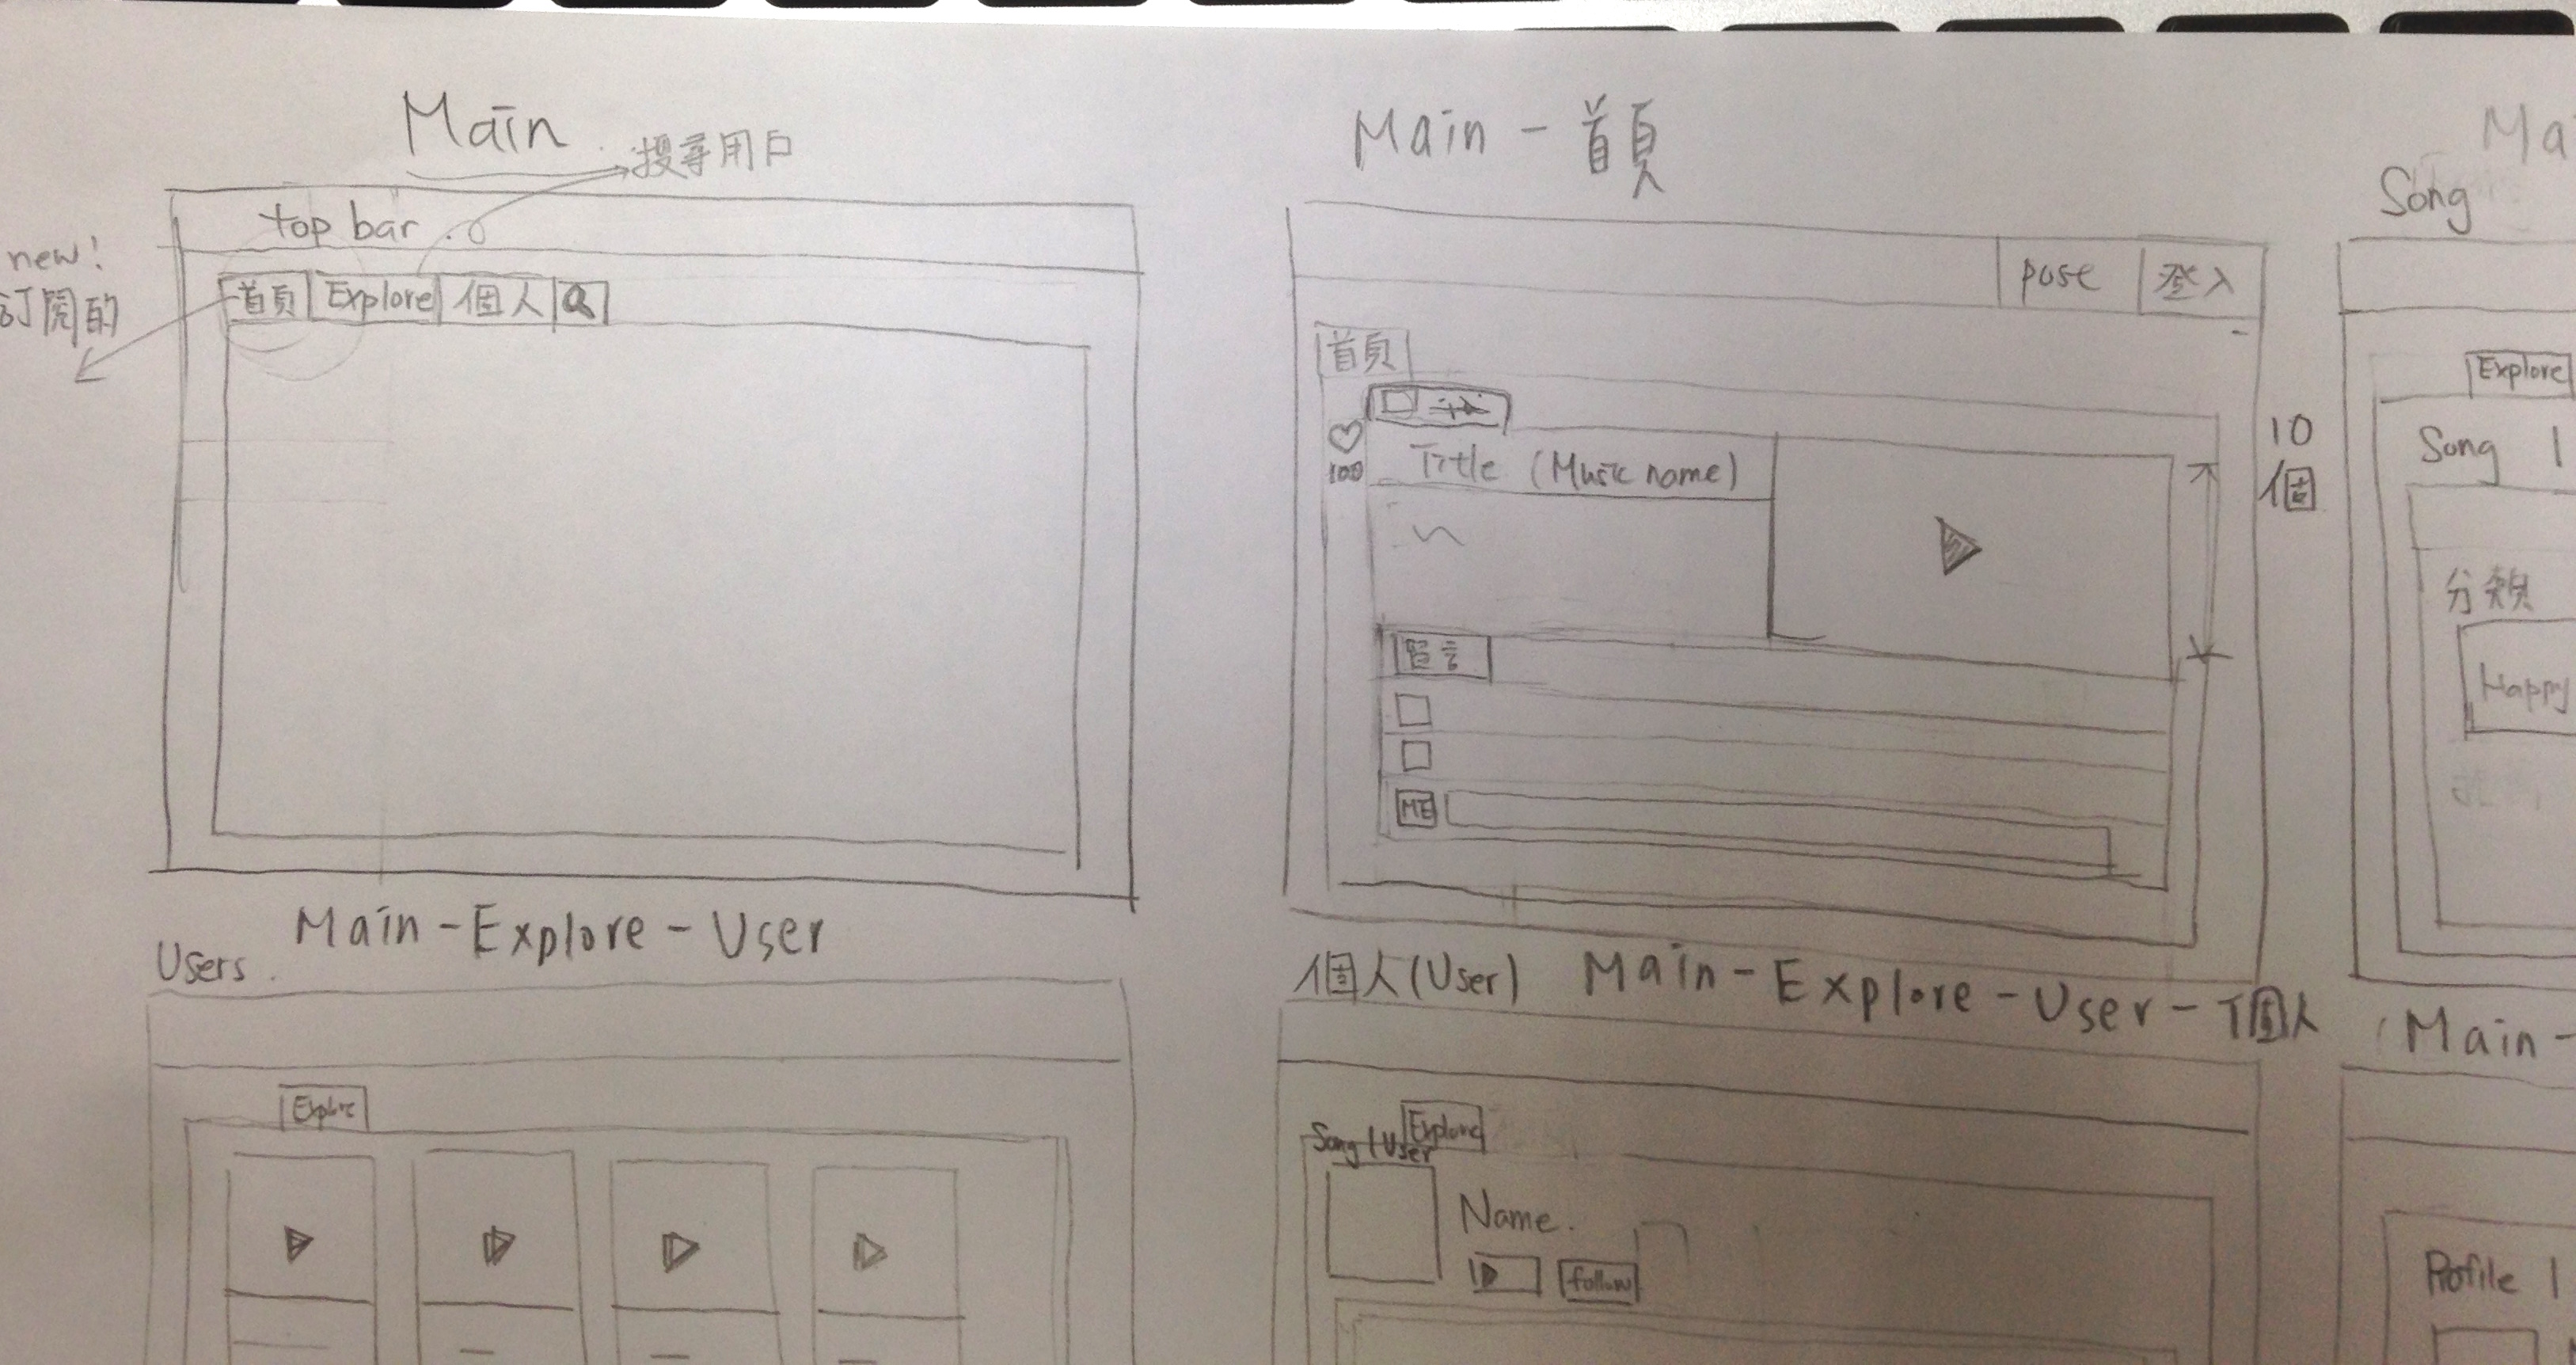 Main
搜尋用戶
top bar
new!
訂閱的
首頁 Explore 個人
Main - 首頁
post 登入
首頁
100
Title (Music name)
10
個
留言
ME
Ma
Song
Explore
Song |
分類
Happy
Main - Explore - User
Users
Explore
個人 (User) Main - Explore - User - 個人
Song / User
Explore
Name.
follow
Main -
Profile |